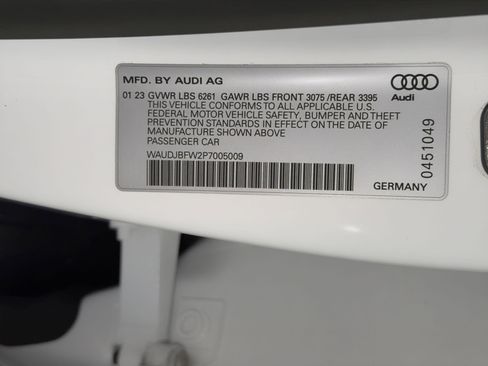 MFD. BY AUDI AG
01 23 GVWR LBS 6261 GAWR LBS FRONT 3075 / REAR 3395
THIS VEHICLE CONFORMS TO ALL APPLICABLE U.S.
FEDERAL MOTOR VEHICLE SAFETY, BUMPER AND THEFT
PREVENTION STANDARDS IN EFFECT ON THE DATE
OF MANUFACTURE SHOWN ABOVE
PASSENGER CAR
WAUDJBFW2P7005009
GERMANY
Audi
0451049